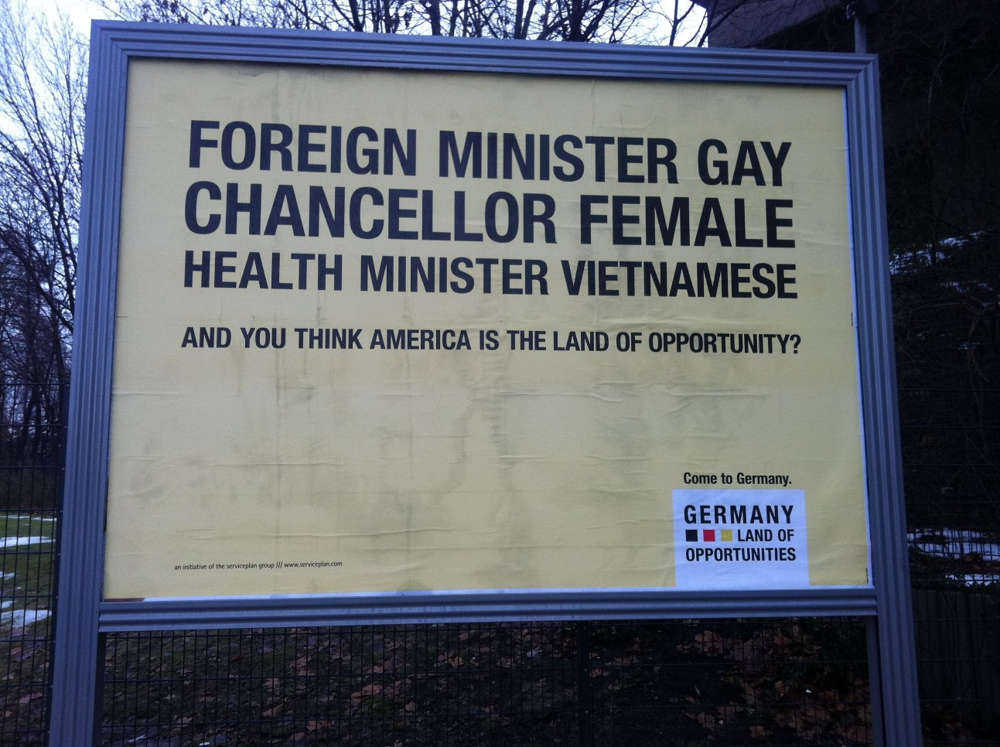 FOREIGN MINISTER GAY
CHANCELLOR FEMALE
HEALTH MINISTER VIETNAMESE
AND YOU THINK AMERICA IS THE LAND OF OPPORTUNITY?
Come to Germany.
GERMANY
LAND OF
OPPORTUNITIES
an initiative of the serviceplan group /// www.serviceplan.com